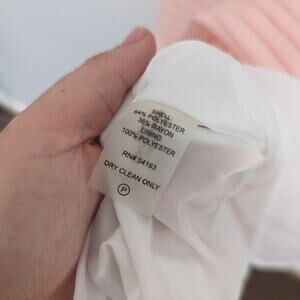 SHELL:
64% POLYESTER
36% RAYON
LINING:
100% POLYESTER
RN# 54163
DRY CLEAN ONLY
P